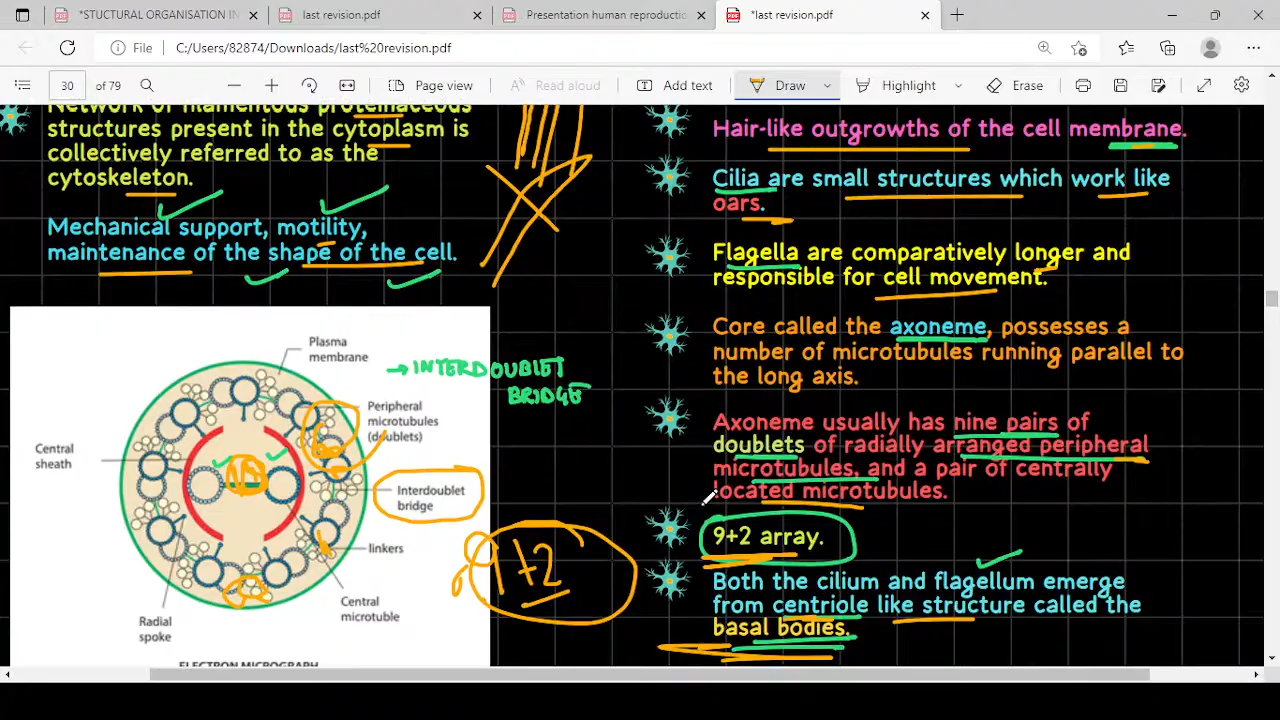 *STUCTURAL ORGANISATION IN
last revision.pdf
Presentation human reproductio
*last revision.pdf
File
C:/Users/82874/Downloads/last%20revision.pdf
30 of 79
Page view
Read aloud
Add text
Draw
Highlight
Erase
Network of filamentous proteinaceous
structures present in the cytoplasm is
collectively referred to as the
cytoskeleton.
Mechanical support, motility,
maintenance of the shape of the cell.
Plasma
membrane
→ INTERDOUBLET
BRIDGE
Peripheral
microtubules
(doublets)
Central
sheath
Interdoublet
bridge
linkers
9+2
Central
microtuble
Radial
spoke
ELECTRON MICROGRAPH
Hair-like outgrowths of the cell membrane.
Cilia are small structures which work like
oars.
Flagella are comparatively longer and
responsible for cell movement.
Core called the axoneme, possesses a
number of microtubules running parallel to
the long axis.
Axoneme usually has nine pairs of
doublets of radially arranged peripheral
microtubules, and a pair of centrally
located microtubules.
9+2 array.
Both the cilium and flagellum emerge
from centriole like structure called the
basal bodies.